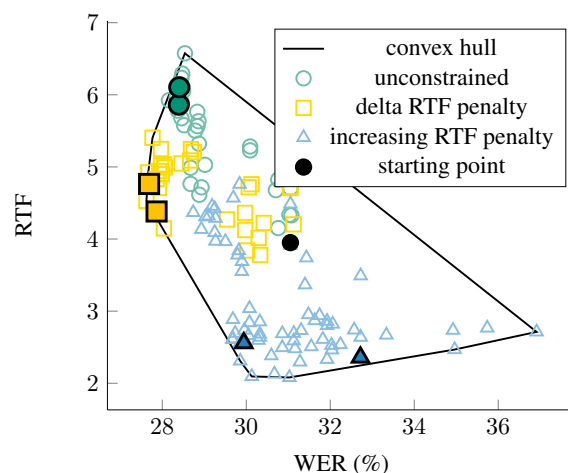 7
6
5
4
3
2
RTF
convex hull
unconstrained
delta RTF penalty
increasing RTF penalty
starting point
28 30 32 34 36
WER (%)